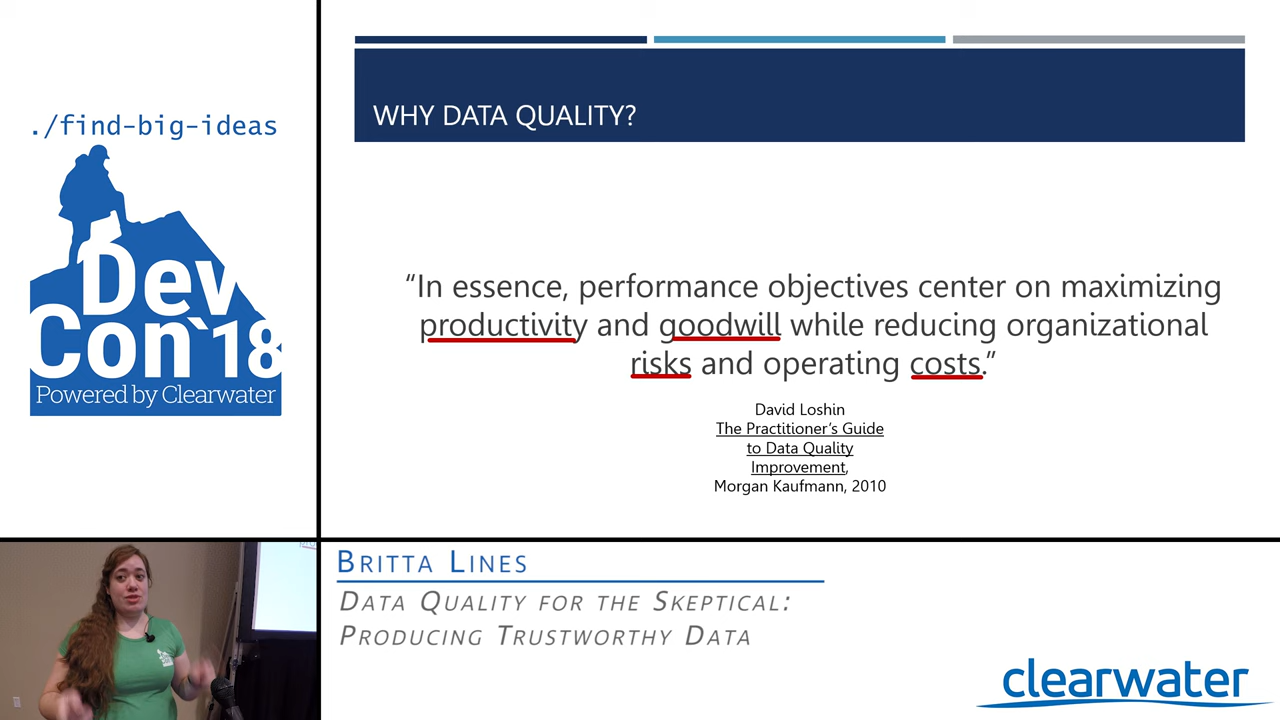 ./find-big-ideas
Dev
Con`18
Powered by Clearwater
WHY DATA QUALITY?
“In essence, performance objectives center on maximizing
productivity and goodwill while reducing organizational
risks and operating costs.”
David Loshin
The Practitioner’s Guide
to Data Quality
Improvement,
Morgan Kaufmann, 2010
BRITTA LINES
DATA QUALITY FOR THE SKEPTICAL:
PRODUCING TRUSTWORTHY DATA
clearwater